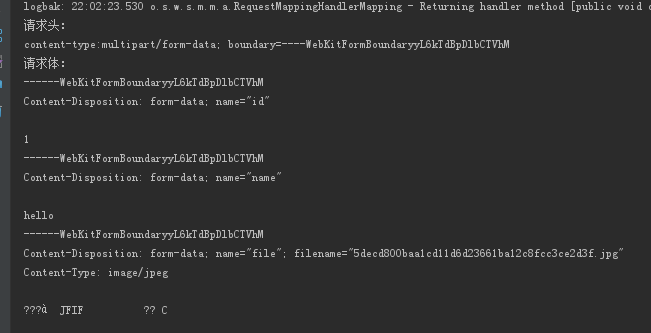 logbak: 22:02:23.530 o.s.w.s.m.m.a.RequestMappingHandlerMapping - Returning handler method [public void
请求头:
content-type:multipart/form-data; boundary=----WebKitFormBoundaryyL6kTdBpDlbCTVhM
请求体:
------WebKitFormBoundaryyL6kTdBpDlbCTVhM
Content-Disposition: form-data; name="id"
1
------WebKitFormBoundaryyL6kTdBpDlbCTVhM
Content-Disposition: form-data; name="name"
hello
------WebKitFormBoundaryyL6kTdBpDlbCTVhM
Content-Disposition: form-data; name="file"; filename="5decd800baa1cd11d6d23661ba12c8fcc3ce2d3f.jpg"
Content-Type: image/jpeg
???à JFIF ?? C